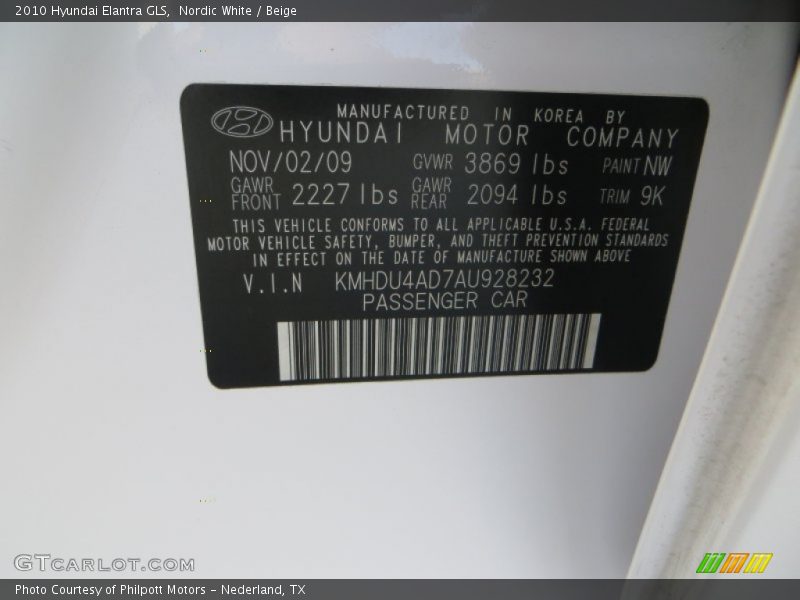 2010 Hyundai Elantra GLS, Nordic White / Beige
MANUFACTURED IN KOREA BY
HYUNDAI MOTOR COMPANY
NOV/02/09 GVWR 3869 lbs PAINT NW
GAWR FRONT 2227 lbs GAWR REAR 2094 lbs TRIM 9K
THIS VEHICLE CONFORMS TO ALL APPLICABLE U.S.A. FEDERAL
MOTOR VEHICLE SAFETY, BUMPER, AND THEFT PREVENTION STANDARDS
IN EFFECT ON THE DATE OF MANUFACTURE SHOWN ABOVE
V.I.N KMHDU4AD7AU928232
PASSENGER CAR
GTCARLOT.COM
Photo Courtesy of Philpott Motors - Nederland, TX